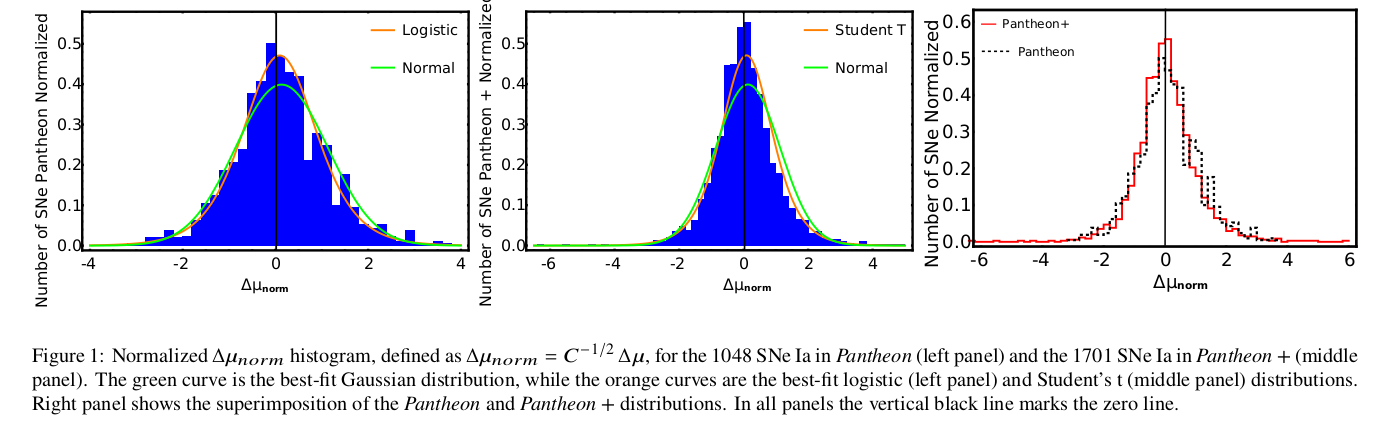 Number of SNe Pantheon Normalized
0.5
0.4
0.3
0.2
0.1
0.0
Logistic
Normal
-4
-2
0
2
4
Δμnorm
Number of SNe Pantheon + Normalized
0.5
0.4
0.3
0.2
0.1
0.0
Student T
Normal
-6
-4
-2
0
2
4
Δμnorm
Number of SNe Normalized
0.6
0.5
0.4
0.3
0.2
0.1
0.0
Pantheon+
Pantheon
-6
-4
-2
0
2
4
6
Δμnorm
Figure 1: Normalized Δμnorm histogram, defined as Δμnorm = C^−1/2 Δμ, for the 1048 SNe Ia in Pantheon (left panel) and the 1701 SNe Ia in Pantheon + (middle
panel). The green curve is the best-fit Gaussian distribution, while the orange curves are the best-fit logistic (left panel) and Student's t (middle panel) distributions.
Right panel shows the superimposition of the Pantheon and Pantheon + distributions. In all panels the vertical black line marks the zero line.